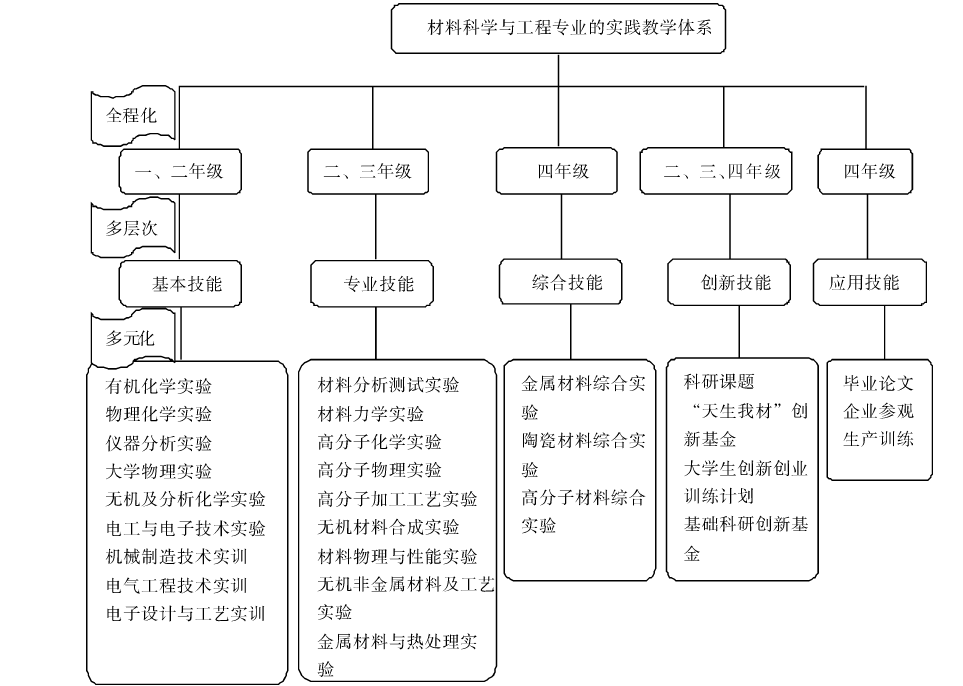 材料科学与工程专业的实践教学体系
全程化
一、二年级
二、三年级
四年级
二、三、四年级
四年级
多层次
基本技能
专业技能
综合技能
创新技能
应用技能
多元化
有机化学实验
物理化学实验
仪器分析实验
大学物理实验
无机及分析化学实验
电工与电子技术实验
机械制造技术实训
电气工程技术实训
电子设计与工艺实训
材料分析测试实验
材料力学实验
高分子化学实验
高分子物理实验
高分子加工工艺实验
无机材料合成实验
材料物理与性能实验
无机非金属材料及工艺
实验
金属材料与热处理实
验
金属材料综合实
验
陶瓷材料综合实
验
高分子材料综合
实验
科研课题
“天生我材”创
新基金
大学生创新创业
训练计划
基础科研创新基
金
毕业论文
企业参观
生产训练